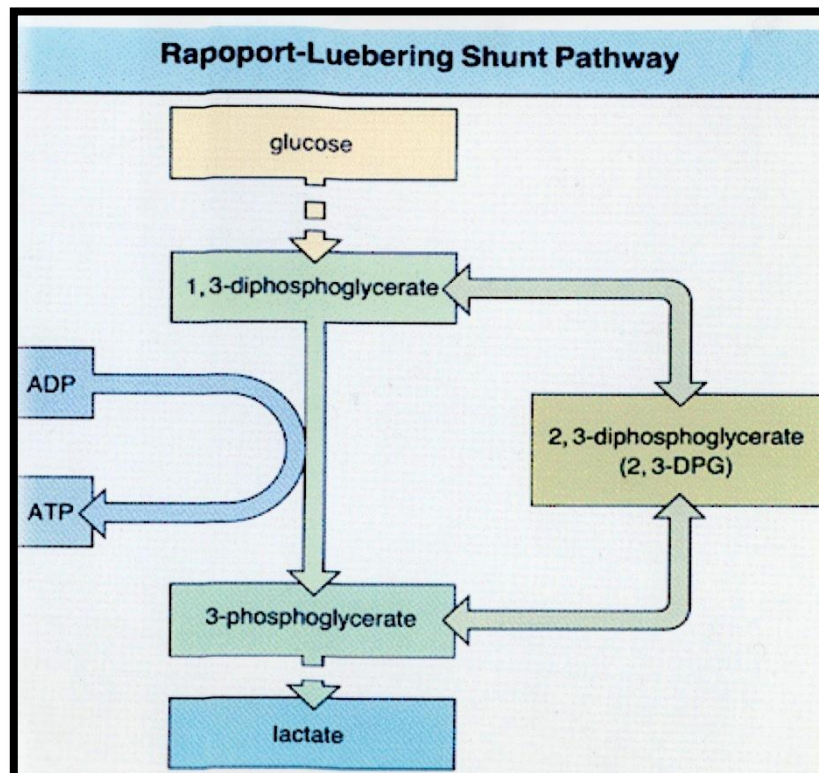 Rapoport-Luebering Shunt Pathway
glucose
1,3-diphosphoglycerate
ADP
2,3-diphosphoglycerate
(2,3-DPG)
ATP
3-phosphoglycerate
lactate